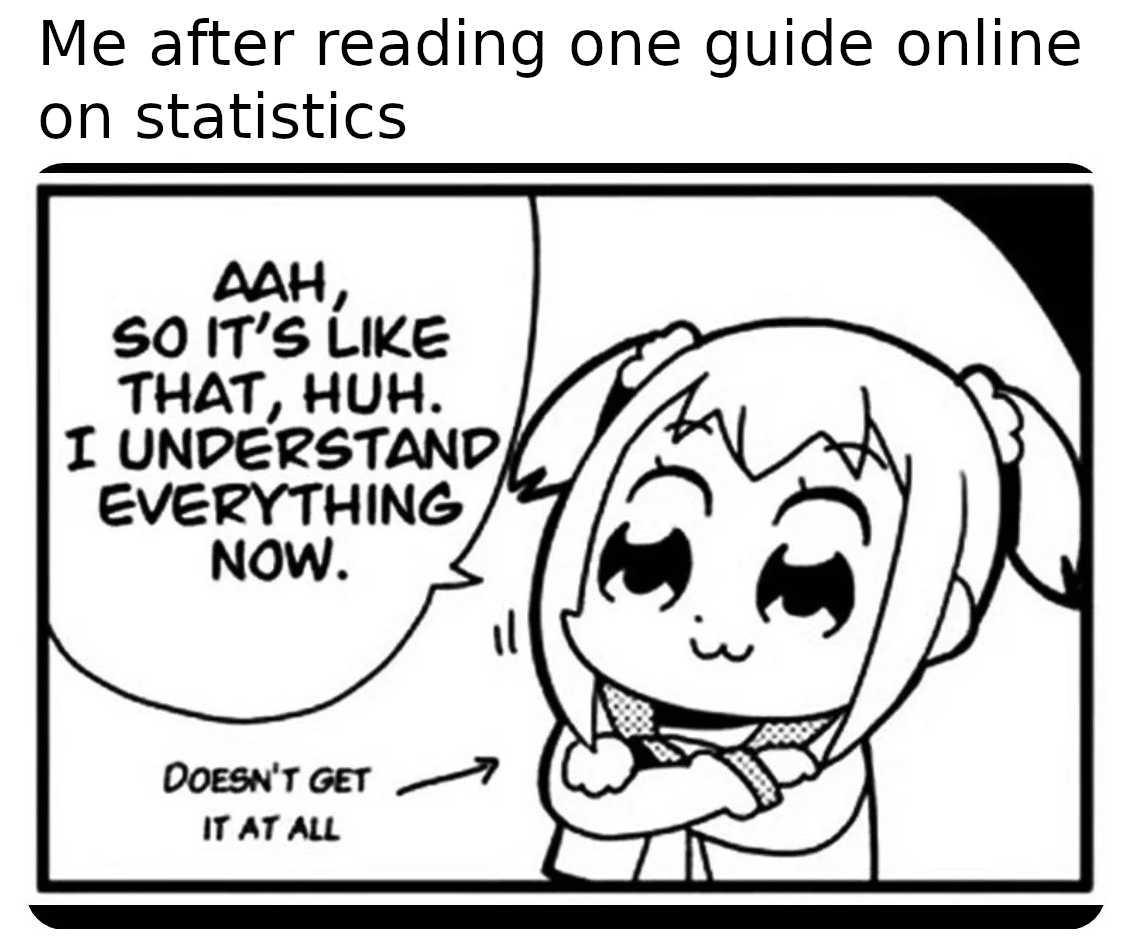 Me after reading one guide online
on statistics
AAH,
SO IT'S LIKE
THAT, HUH.
I UNDERSTAND
EVERYTHING
NOW.
DOESN'T GET
IT AT ALL